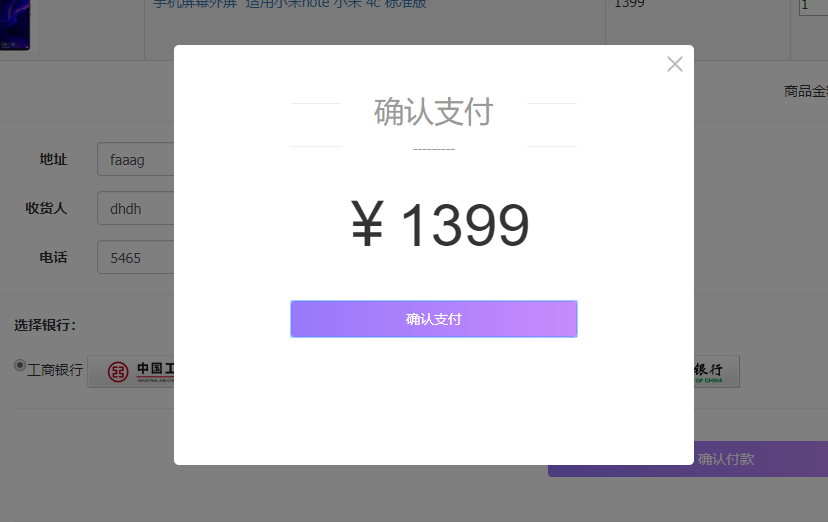 手机屏幕外屏 适用小米note 小米 4c 标准版
1399
1
商品金
地址
faaag
确认支付
---------
收货人
dhdh
¥ 1399
电话
5465
确认支付
选择银行:
工商银行
中国工
银行
OF CHINA
确认付款